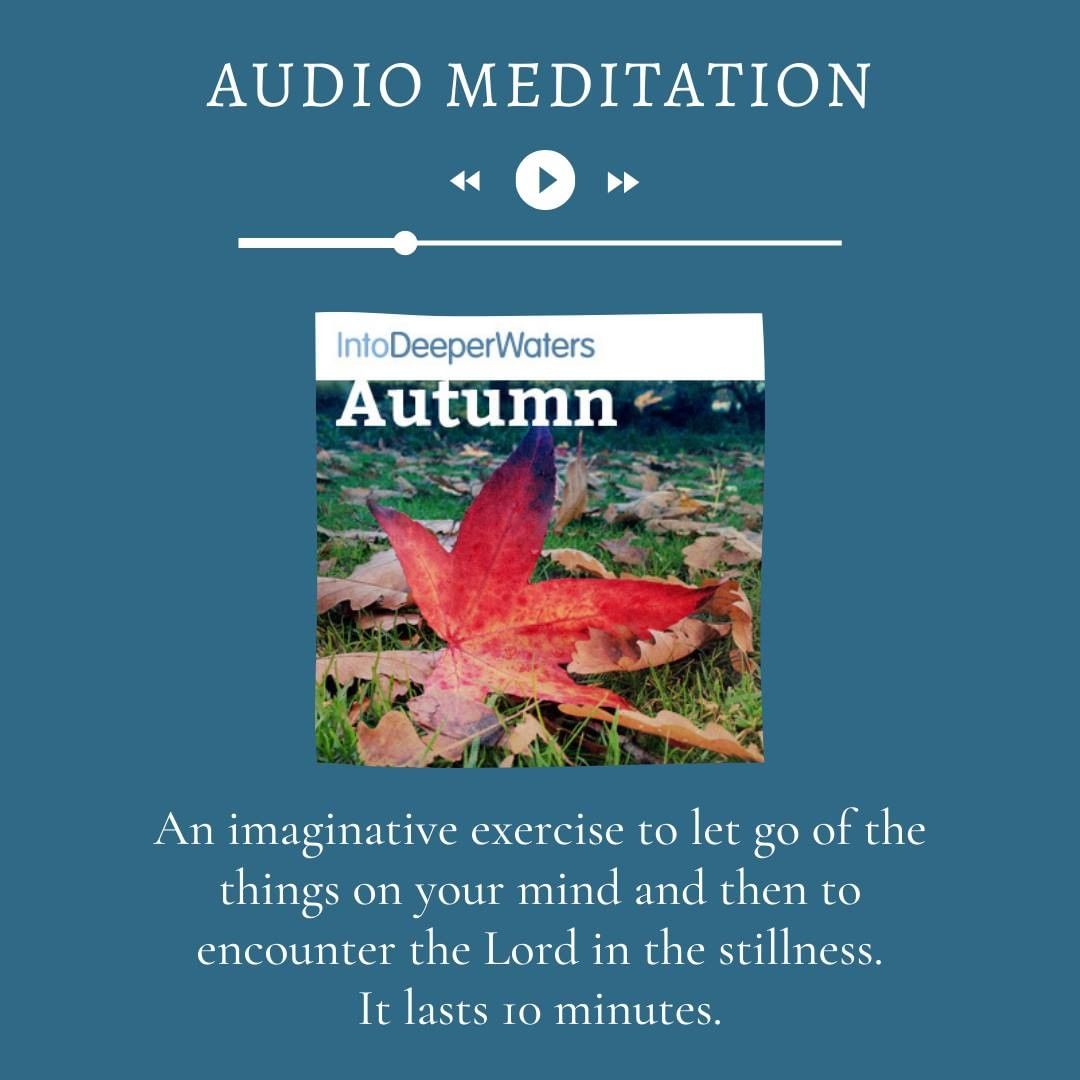 AUDIO MEDITATION
IntoDeeperWaters
Autumn
An imaginative exercise to let go of the
things on your mind and then to
encounter the Lord in the stillness.
It lasts 10 minutes.